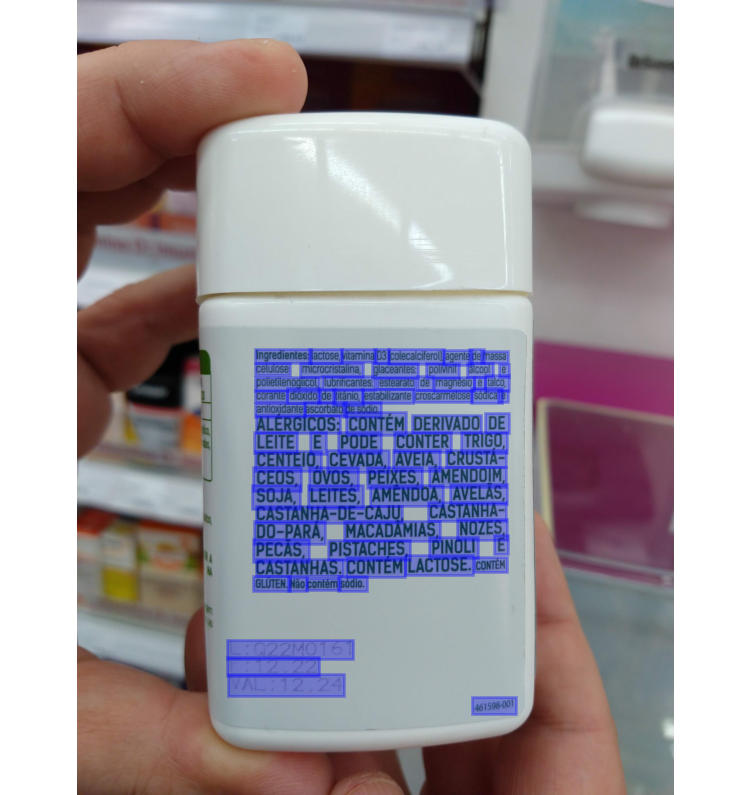 Ingredientes: lactose, vitamina D3 colecalciferol, agente de massa
celulose microcristalina, glaceantes: polivinil álcool e
polietilenoglicol, lubrificantes: estearato de magnésio e talco,
corante dióxido de titânio, estabilizante croscarmelose sódica e
antioxidante ascorbato de sódio.
ALÉRGICOS: CONTÉM DERIVADO DE
LEITE E PODE CONTER TRIGO,
CENTEIO, CEVADA, AVEIA, CRUSTÁ-
CEOS, OVOS, PEIXES, AMENDOIM,
SOJA, LEITES, AMÊNDOA, AVELÃS,
CASTANHA-DE-CAJU, CASTANHA-
DO-PARÁ, MACADÂMIAS, NOZES,
PECÃS, PISTACHES, PINOLI E
CASTANHAS. CONTÉM LACTOSE. CONTÉM
GLÚTEN. Não contém sódio.
L:Q22M0161
:12.22
VAL:12.24
461598-001